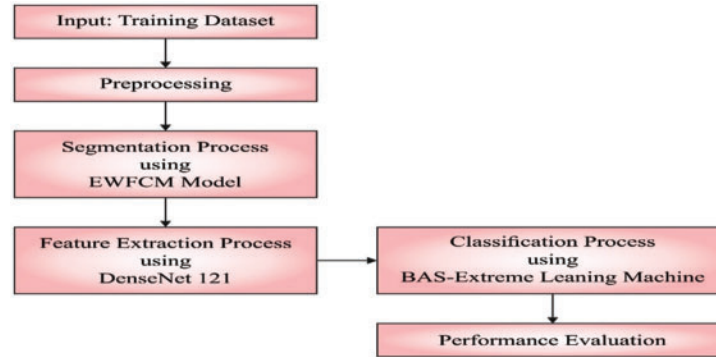 Input: Training Dataset
Preprocessing
Segmentation Process
using
EWFCM Model
Feature Extraction Process
using
DenseNet 121
Classification Process
using
BAS-Extreme Leaning Machine
Performance Evaluation